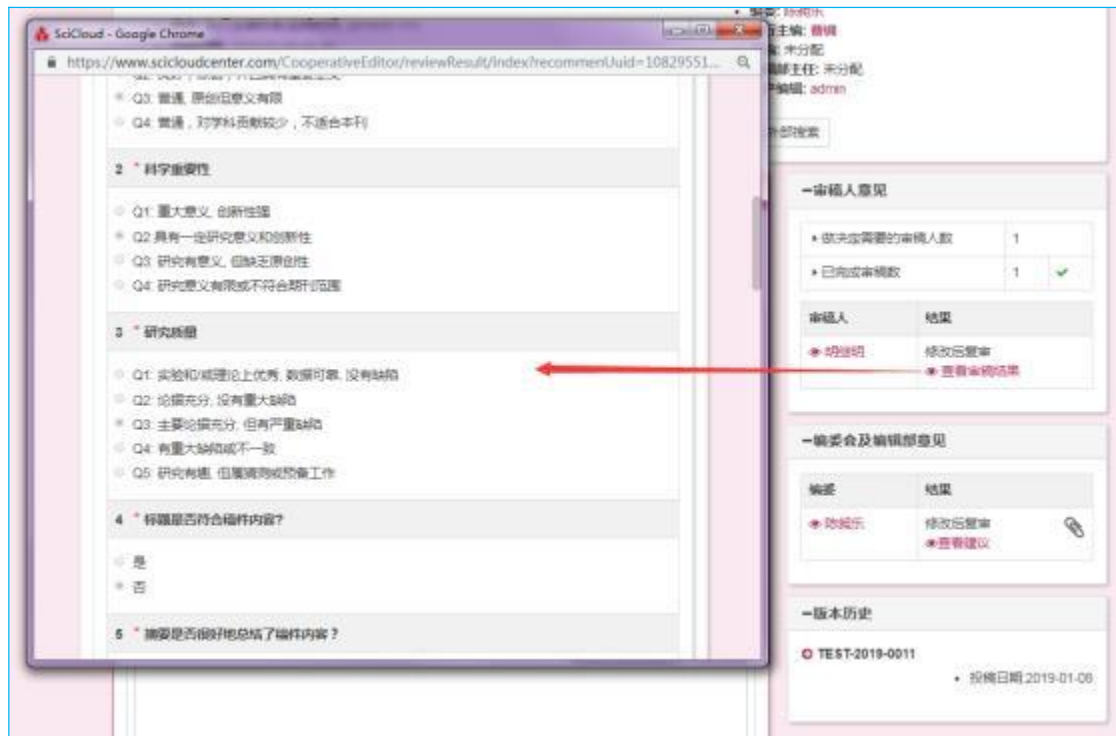 SciCloud - Google Chrome
https://www.scicloudcenter.com/CooperativeEditor/reviewResult/index?recommenUuid=10829551...
Q3: 普通, 原创但意义有限
Q4: 普通，对学科贡献较少，不适合本刊
2 * 科学重要性
Q1: 重大意义, 创新性强
Q2:具有一定研究意义和创新性
Q3: 研究有意义, 但缺乏原创性
Q4: 研究意义有限或不符合期刊范围
3 * 研究质量
Q1: 实验和/或理论上优秀, 数据可靠, 没有缺陷
Q2: 论据充分, 没有重大缺陷
Q3: 主要论据充分, 但有严重缺陷
Q4: 有重大缺陷或不一致
Q5: 研究有趣, 但属猜测或预备工作
4 * 标题是否符合稿件内容?
是
否
5 * 摘要是否很好地总结了稿件内容？
主编:
未分配
主任: 未分配
编辑: admin
外部搜索
审稿人意见
做决定需要的审稿人数 1
已完成审稿数 1
审稿人 结果
胡继明 修改后复审
查看审稿结果
编委会及编辑部意见
编委 结果
修改后复审
查看建议
版本历史
TEST-2019-0011
投稿日期:2019-01-08